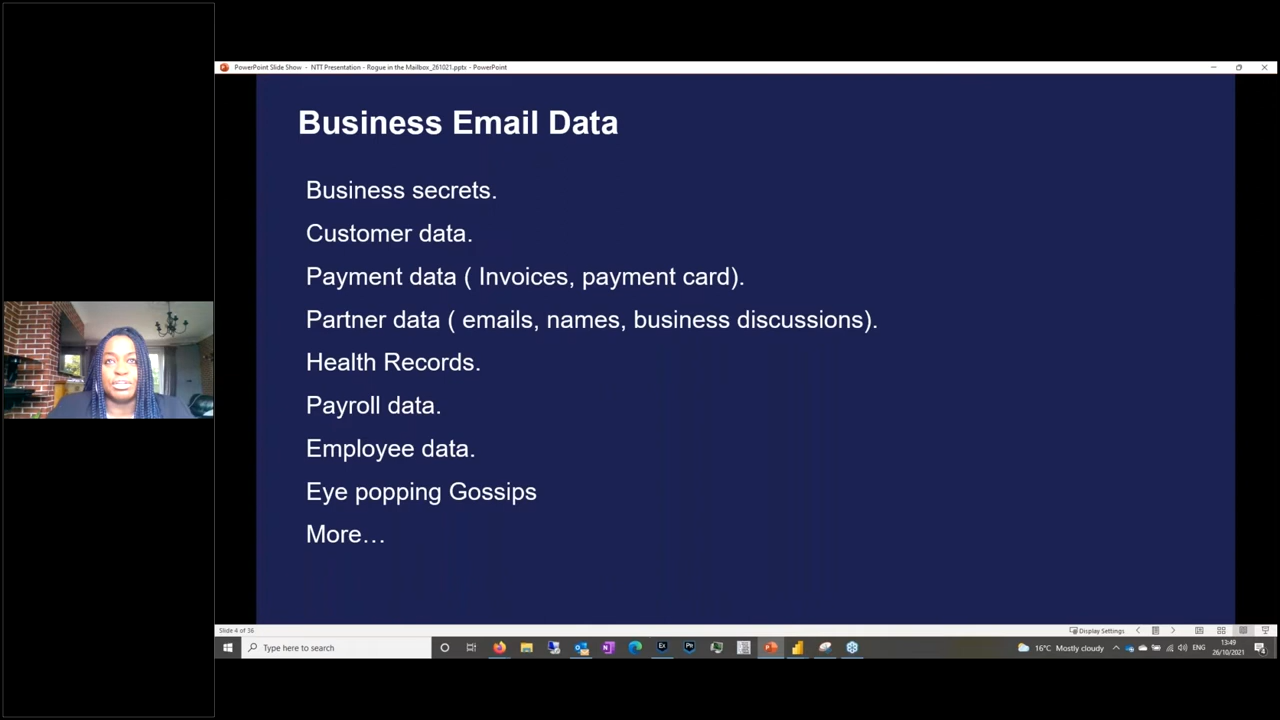 PowerPoint Slide Show - NTT Presentation - Rogue in the Mailbox_261021.pptx - PowerPoint
Business Email Data
Business secrets.
Customer data.
Payment data ( Invoices, payment card).
Partner data ( emails, names, business discussions).
Health Records.
Payroll data.
Employee data.
Eye popping Gossips
More…
Slide 4 of 36
Display Settings
Type here to search
16°C Mostly cloudy
ENG
13:49
26/10/2021